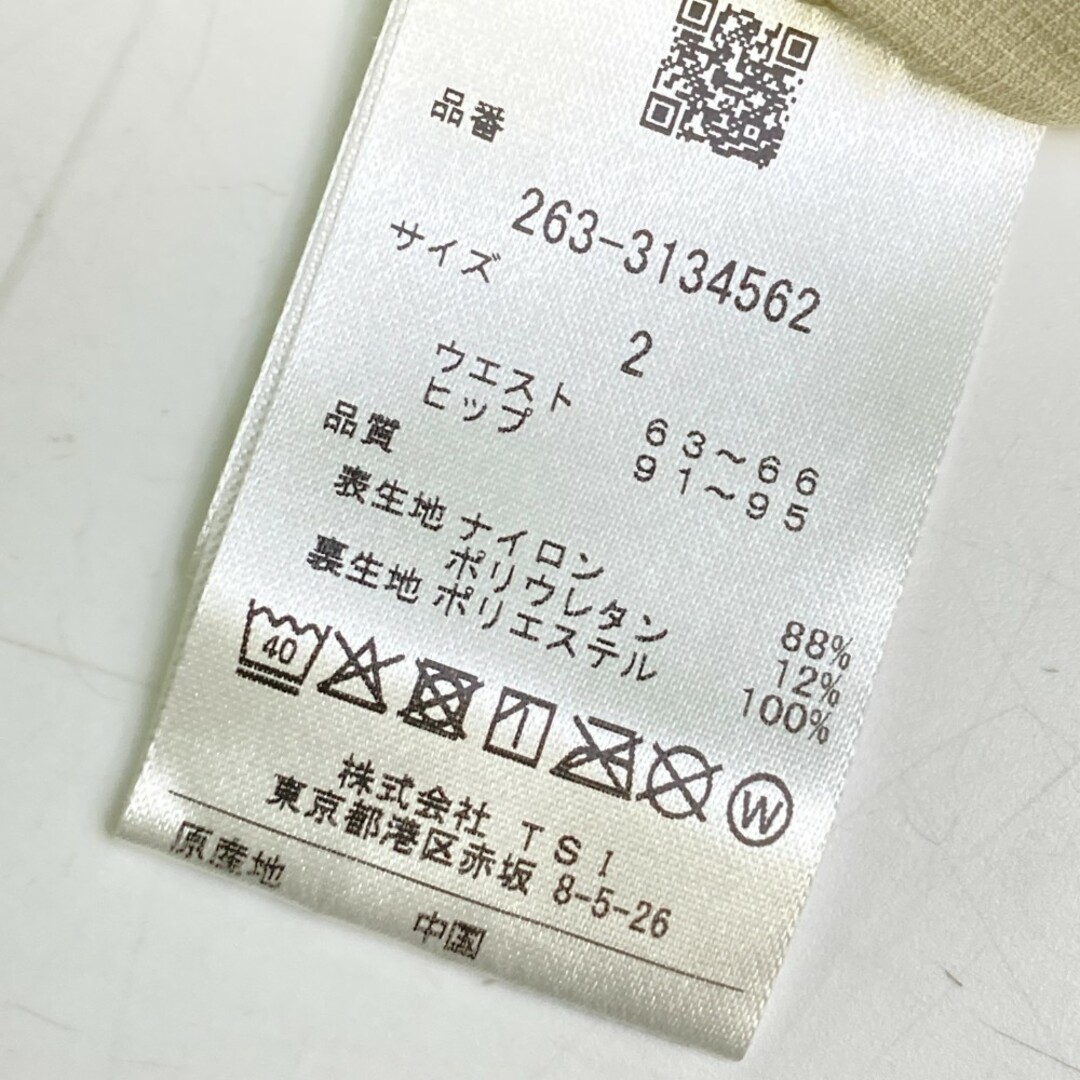 品番
263-3134562
サイズ
2
ウエスト 63~66
ヒップ 91~95
品質
表生地 ナイロン 88%
ポリウレタン 12%
裏生地 ポリエステル 100%
40
W
株式会社 TSI
東京都港区赤坂 8-5-26
原産地
中国